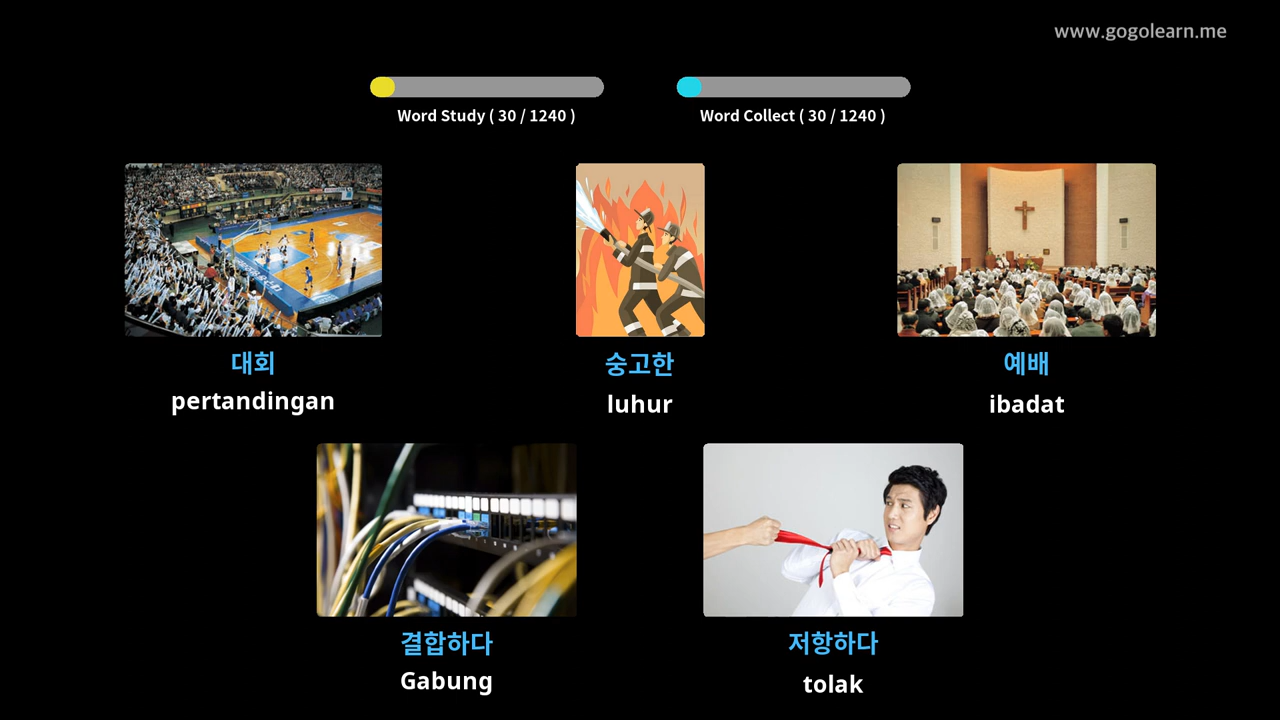 www.gogolearn.me
Word Study ( 30 / 1240 )
Word Collect ( 30 / 1240 )
대회
pertandingan
숭고한
luhur
예배
ibadat
결합하다
Gabung
저항하다
tolak